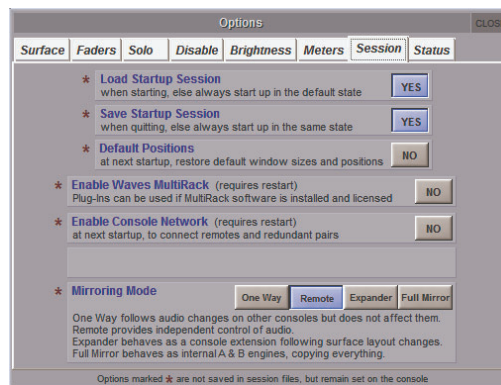 Options
CLOS
Surface Faders Solo Disable Brightness Meters Session Status
* Load Startup Session
when starting, else always start up in the default state
YES
* Save Startup Session
when quitting, else always start up in the same state
YES
* Default Positions
at next startup, restore default window sizes and positions
NO
* Enable Waves MultiRack (requires restart)
Plug-Ins can be used if MultiRack software is installed and licensed
NO
* Enable Console Network (requires restart)
at next startup, to connect remotes and redundant pairs
NO
* Mirroring Mode
One Way Remote Expander Full Mirror
One Way follows audio changes on other consoles but does not affect them.
Remote provides independent control of audio.
Expander behaves as a console extension following surface layout changes.
Full Mirror behaves as internal A & B engines, copying everything.
Options marked * are not saved in session files, but remain set on the console